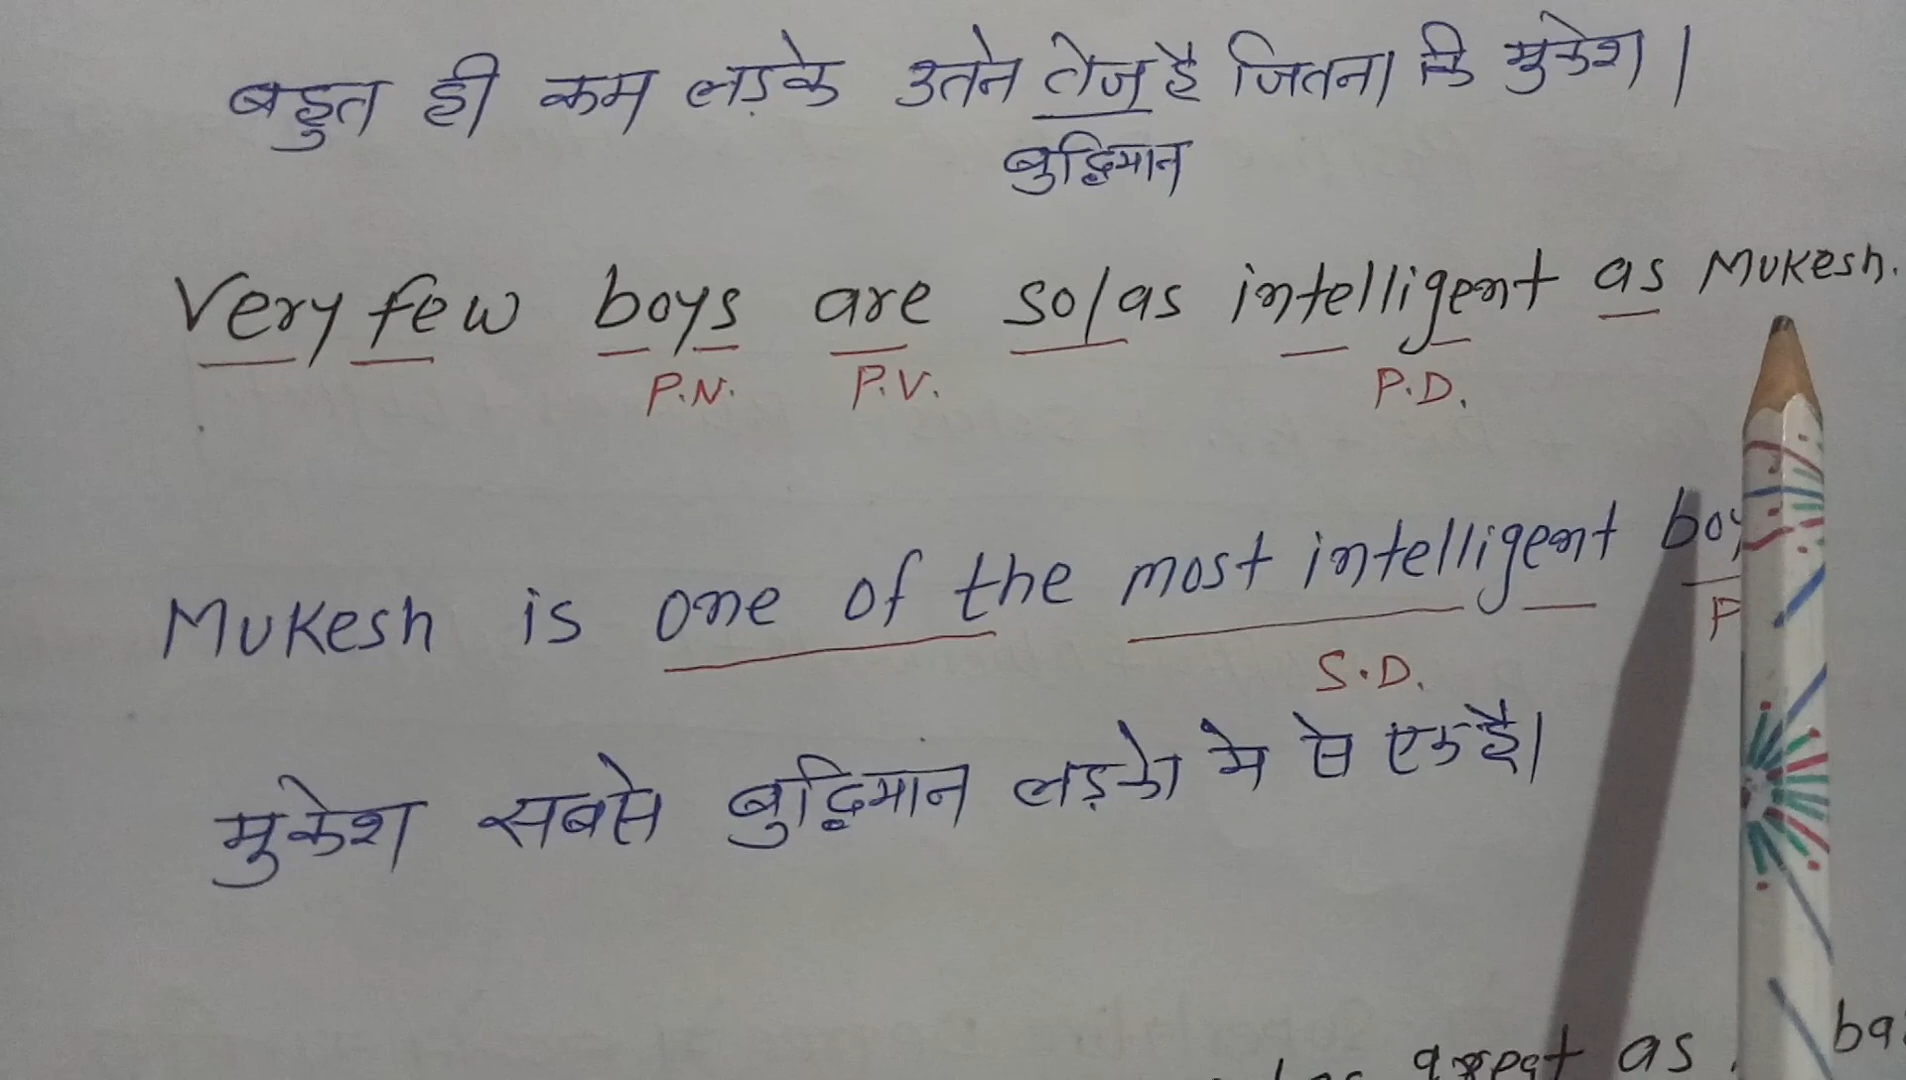 बहुत ही कम लड़के उतने तेज है जितना कि मुकेश।
बुद्धिमान
Very few boys are so/as intelligent as Mukesh.
P.N. P.V. P.D.
Mukesh is one of the most intelligent
S.D.
मुकेश सबसे बुद्धिमान लड़को मे से एक है।
great as